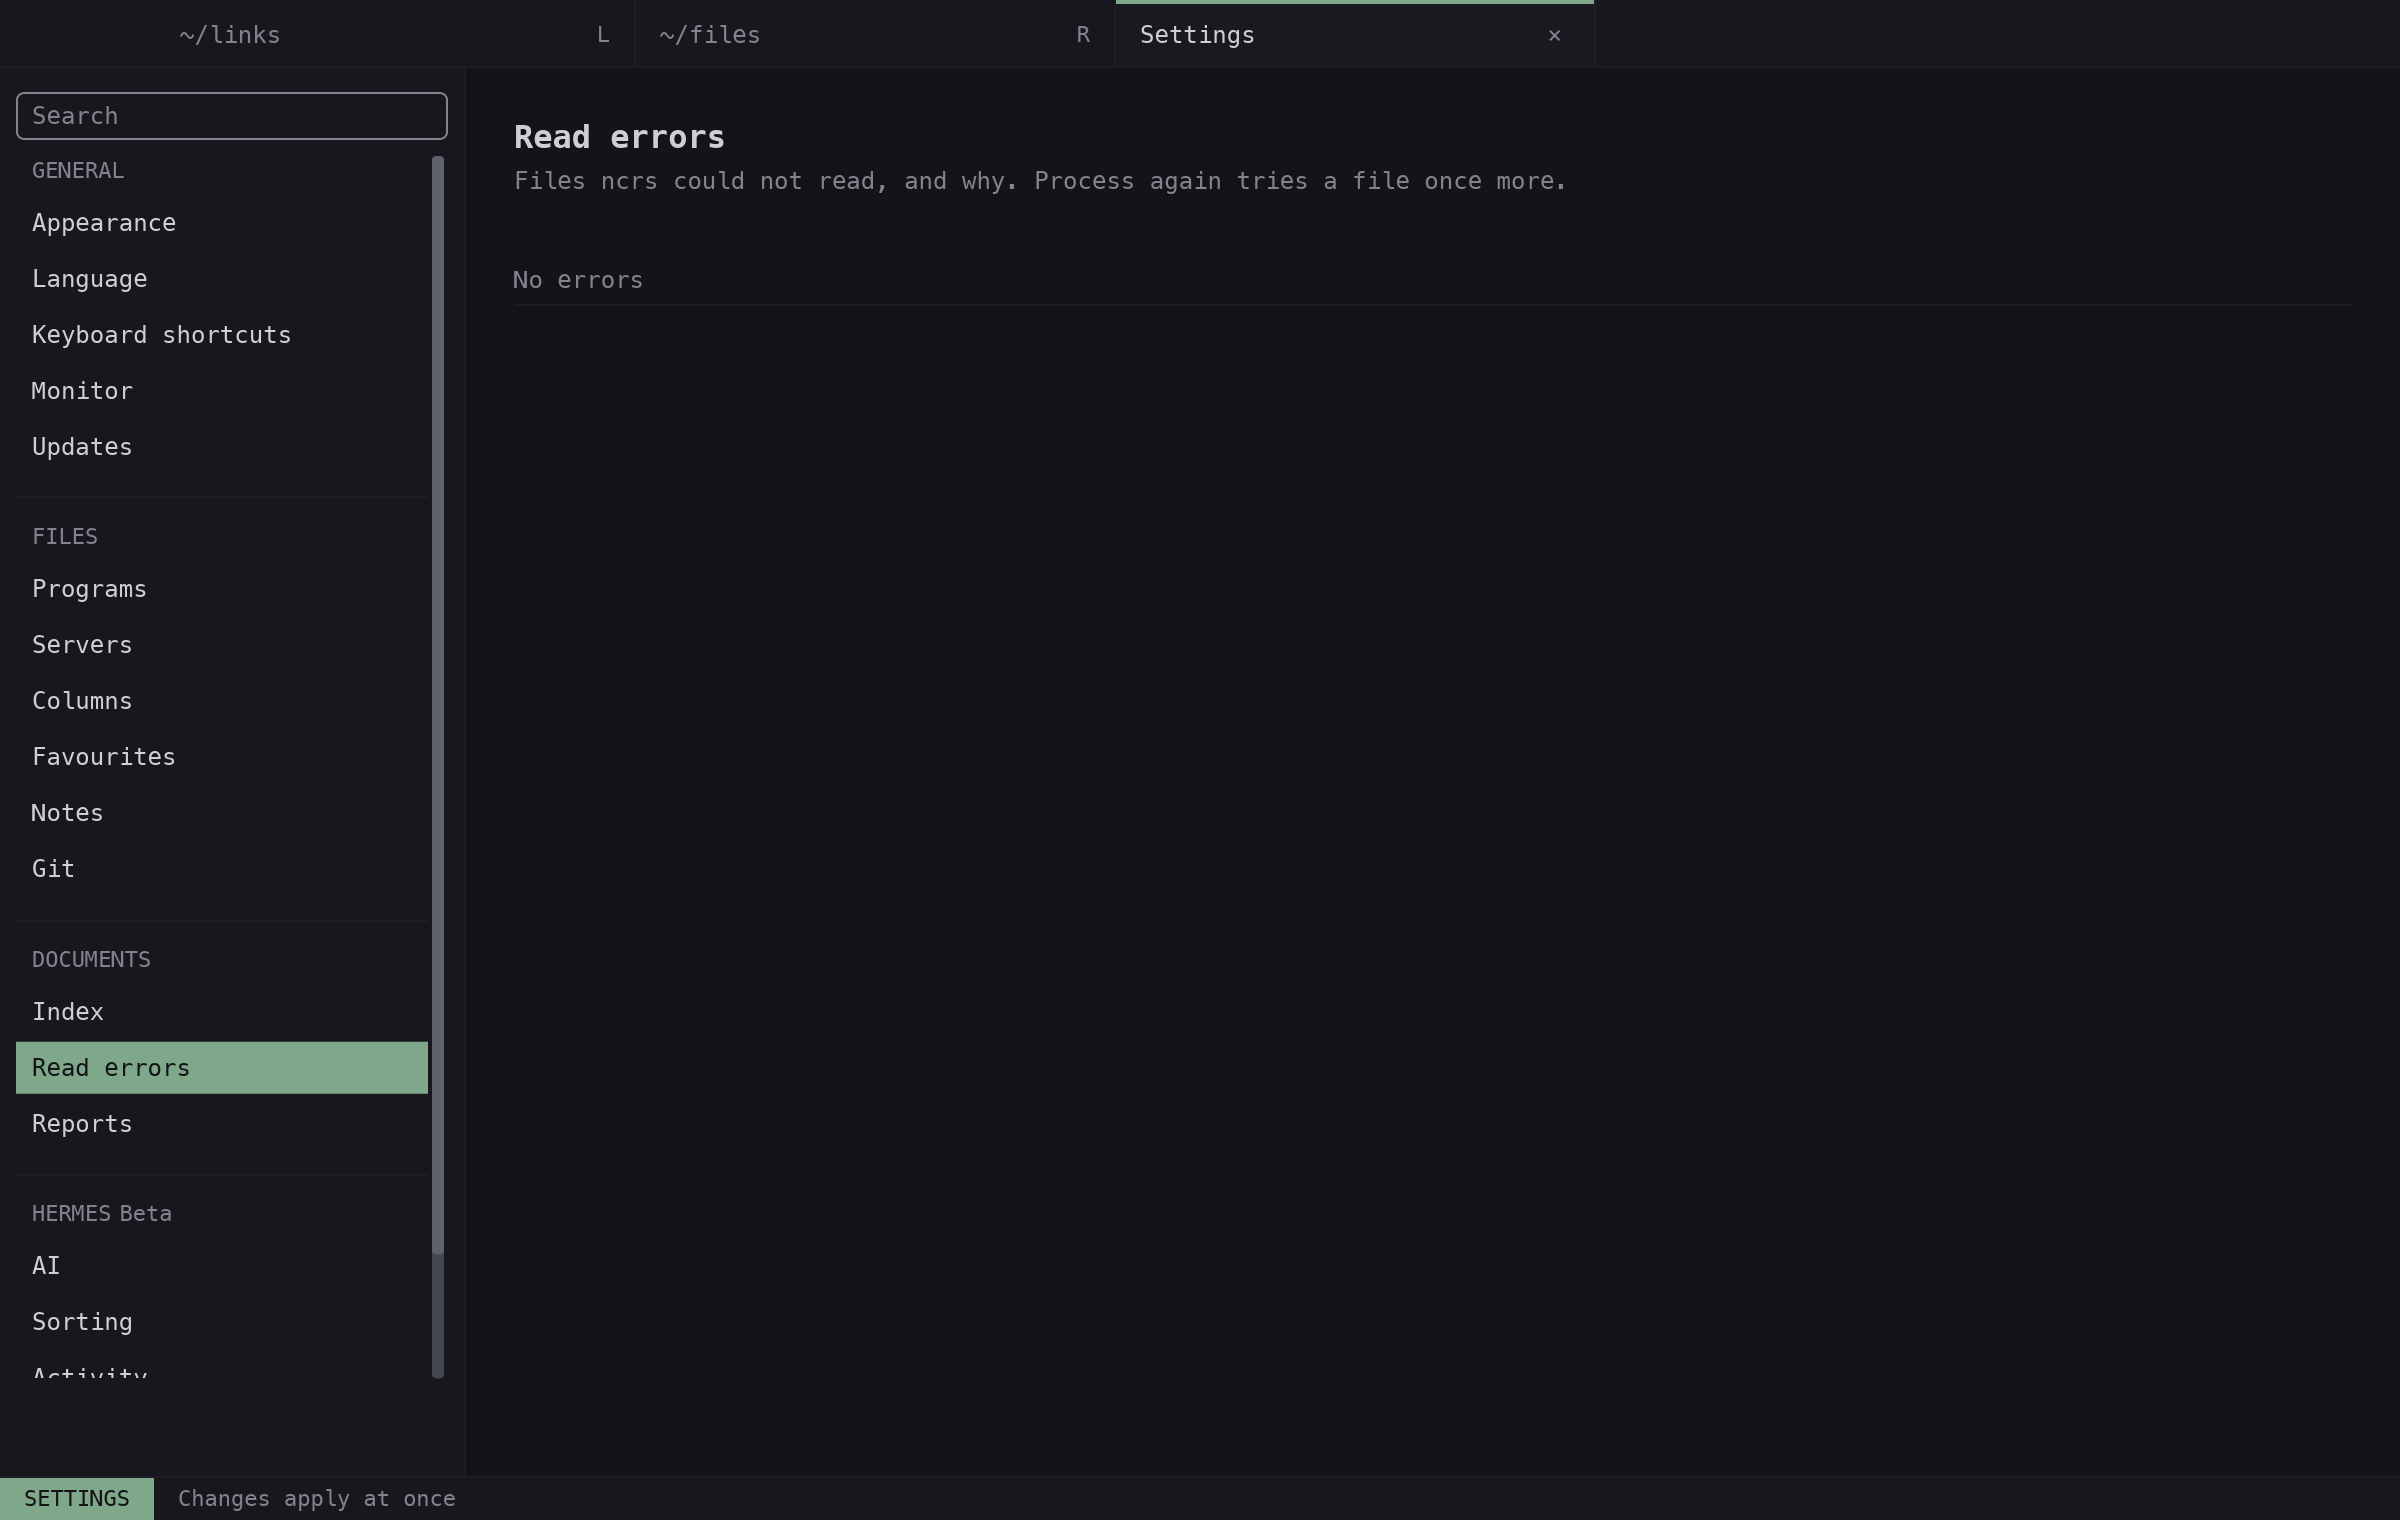 ~/links L ~/files R Settings ×
Search
GENERAL
Appearance
Language
Keyboard shortcuts
Monitor
Updates
FILES
Programs
Servers
Columns
Favourites
Notes
Git
DOCUMENTS
Index
Read errors
Reports
HERMES Beta
AI
Sorting
Activity
Read errors
Files ncrs could not read, and why. Process again tries a file once more.
No errors
SETTINGS Changes apply at once